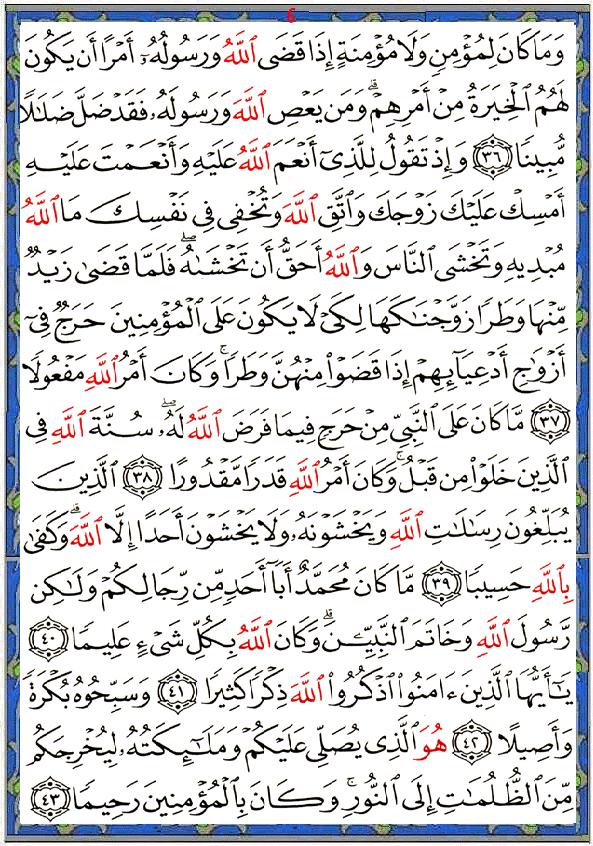 6
وَمَا كَانَ لِمُؤْمِنٍ وَلَا مُؤْمِنَةٍ إِذَا قَضَى ٱللَّهُ وَرَسُولُهُۥٓ أَمْرًا أَن يَكُونَ
لَهُمُ ٱلْخِيَرَةُ مِنْ أَمْرِهِمْ ۗ وَمَن يَعْصِ ٱللَّهَ وَرَسُولَهُۥ فَقَدْ ضَلَّ ضَلَـٰلًا
مُّبِينًا ٣٦ وَإِذْ تَقُولُ لِلَّذِىٓ أَنْعَمَ ٱللَّهُ عَلَيْهِ وَأَنْعَمْتَ عَلَيْهِ
أَمْسِكْ عَلَيْكَ زَوْجَكَ وَٱتَّقِ ٱللَّهَ وَتُخْفِى فِى نَفْسِكَ مَا ٱللَّهُ
مُبْدِيهِ وَتَخْشَى ٱلنَّاسَ وَٱللَّهُ أَحَقُّ أَن تَخْشَىٰهُ ۖ فَلَمَّا قَضَىٰ زَيْدٌ
مِّنْهَا وَطَرًا زَوَّجْنَـٰكَهَا لِكَىْ لَا يَكُونَ عَلَى ٱلْمُؤْمِنِينَ حَرَجٌ فِىٓ
أَزْوَٰجِ أَدْعِيَآئِهِمْ إِذَا قَضَوْا۟ مِنْهُنَّ وَطَرًا ۚ وَكَانَ أَمْرُ ٱللَّهِ مَفْعُولًا
٣٧ مَّا كَانَ عَلَى ٱلنَّبِىِّ مِنْ حَرَجٍ فِيمَا فَرَضَ ٱللَّهُ لَهُۥ ۖ سُنَّةَ ٱللَّهِ فِى
ٱلَّذِينَ خَلَوْا۟ مِن قَبْلُ ۚ وَكَانَ أَمْرُ ٱللَّهِ قَدَرًا مَّقْدُورًا ٣٨ ٱلَّذِينَ
يُبَلِّغُونَ رِسَـٰلَـٰتِ ٱللَّهِ وَيَخْشَوْنَهُۥ وَلَا يَخْشَوْنَ أَحَدًا إِلَّا ٱللَّهَ ۗ وَكَفَىٰ
بِٱللَّهِ حَسِيبًا ٣٩ مَّا كَانَ مُحَمَّدٌ أَبَآ أَحَدٍ مِّن رِّجَالِكُمْ وَلَـٰكِن
رَّسُولَ ٱللَّهِ وَخَاتَمَ ٱلنَّبِيِّـۧنَ ۗ وَكَانَ ٱللَّهُ بِكُلِّ شَىْءٍ عَلِيمًا ٤٠
يَـٰٓأَيُّهَا ٱلَّذِينَ ءَامَنُوا۟ ٱذْكُرُوا۟ ٱللَّهَ ذِكْرًا كَثِيرًا ٤١ وَسَبِّحُوهُ بُكْرَةً
وَأَصِيلًا ٤٢ هُوَ ٱلَّذِى يُصَلِّى عَلَيْكُمْ وَمَلَـٰٓئِكَتُهُۥ لِيُخْرِجَكُم
مِّنَ ٱلظُّلُمَـٰتِ إِلَى ٱلنُّورِ ۚ وَكَانَ بِٱلْمُؤْمِنِينَ رَحِيمًا ٤٣